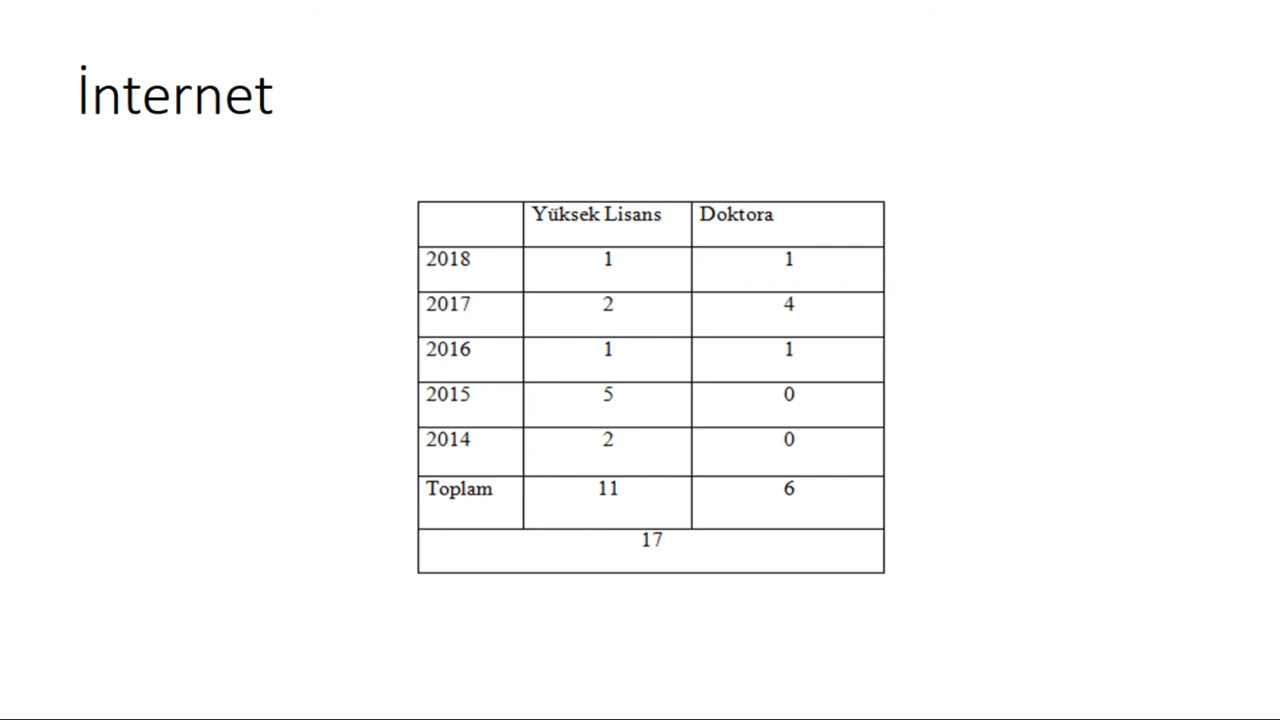 İnternet
Yüksek Lisans Doktora
2018 1 1
2017 2 4
2016 1 1
2015 5 0
2014 2 0
Toplam 11 6
17